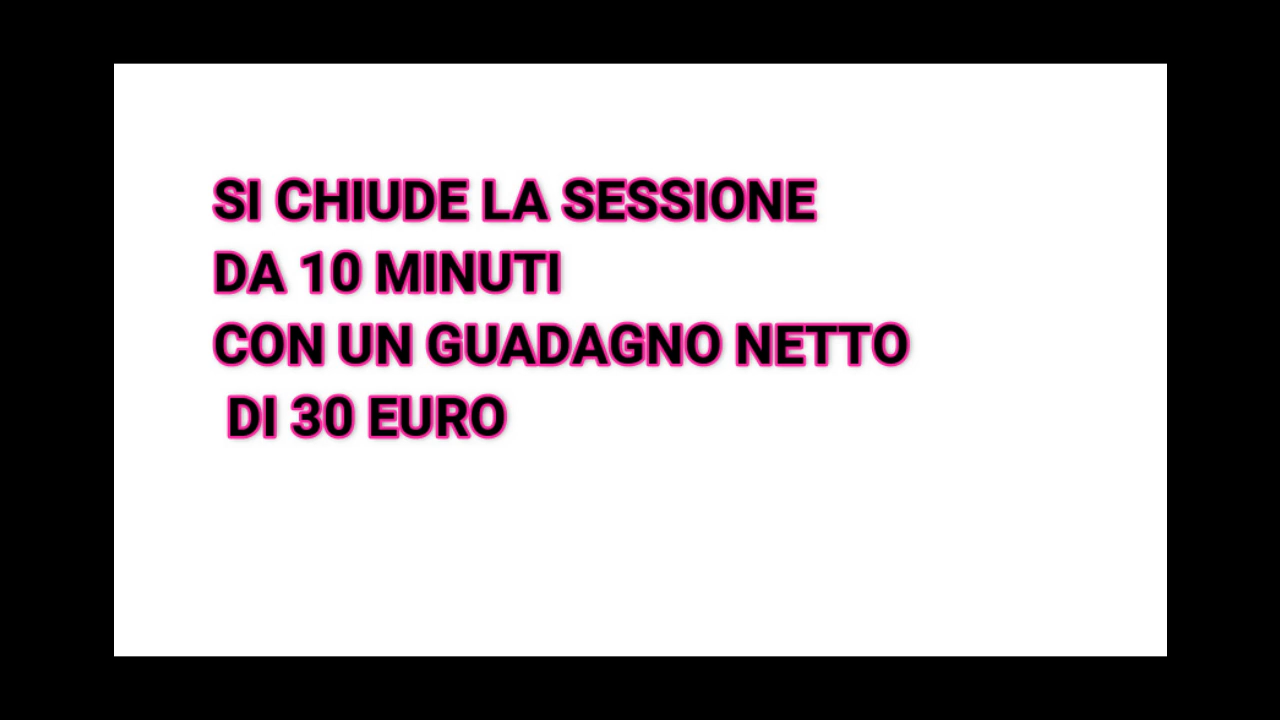 SI CHIUDE LA SESSIONE
DA 10 MINUTI
CON UN GUADAGNO NETTO
DI 30 EURO